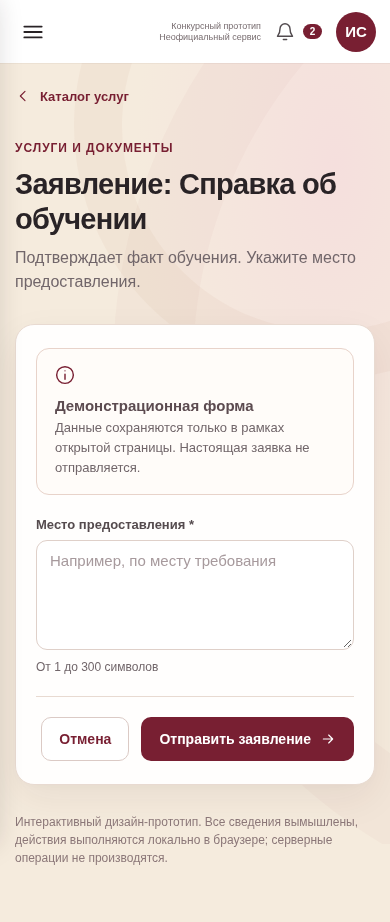 Конкурсный прототип
Неофициальный сервис
2
ИС
Каталог услуг
УСЛУГИ И ДОКУМЕНТЫ
Заявление: Справка об
обучении
Подтверждает факт обучения. Укажите место
предоставления.
Демонстрационная форма
Данные сохраняются только в рамках
открытой страницы. Настоящая заявка не
отправляется.
Место предоставления *
Например, по месту требования
От 1 до 300 символов
Отмена
Отправить заявление
Интерактивный дизайн-прототип. Все сведения вымышлены,
действия выполняются локально в браузере; серверные
операции не производятся.